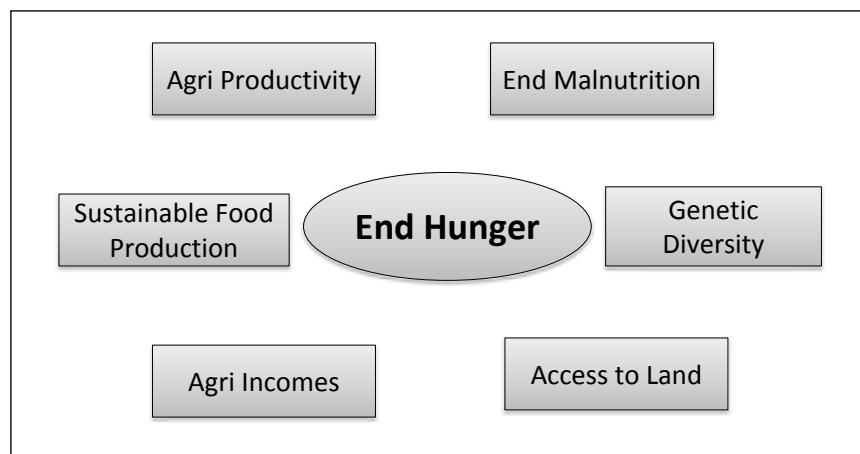 Agri Productivity
End Malnutrition
Sustainable Food
Production
End Hunger
Genetic
Diversity
Agri Incomes
Access to Land